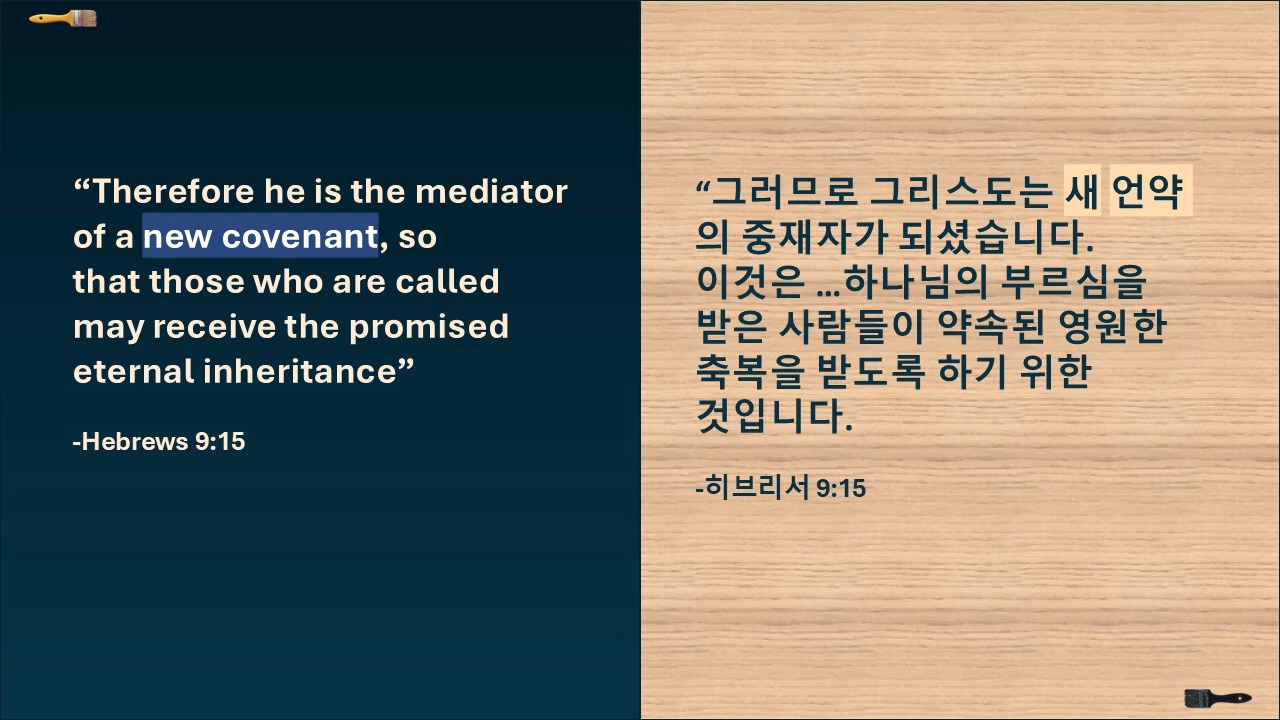 “Therefore he is the mediator
of a new covenant, so
that those who are called
may receive the promised
eternal inheritance”
-Hebrews 9:15
“그러므로 그리스도는 새 언약
의 중재자가 되셨습니다.
이것은 ...하나님의 부르심을
받은 사람들이 약속된 영원한
축복을 받도록 하기 위한
것입니다.
-히브리서 9:15